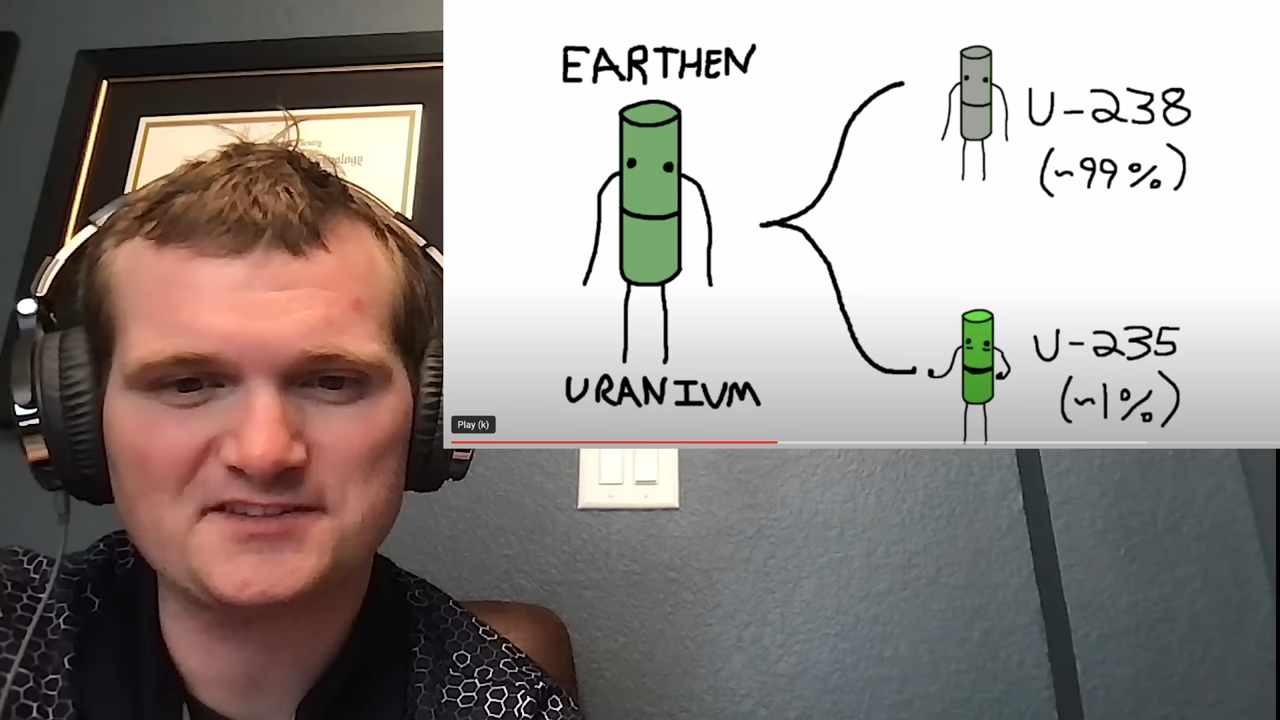 EARTHEN
URANIUM
U-238
(~99%)
U-235
(~1%)
Play (k)